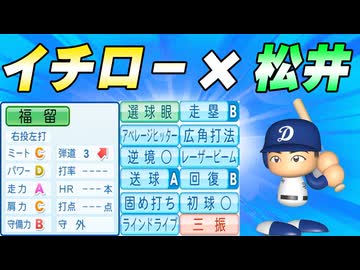 イチロー×松井
福留
右投左打
ミート C 弾道 3
パワー D 打率 ----
走力 A HR ---本
肩力 C 打点 ---点
守備力 B 守 外
選球眼 走塁 B
アベレージヒッター 広角打法
逆境○ レーザービーム
送球 A 回復 B
固め打ち 初球○
ラインドライブ 三振
D